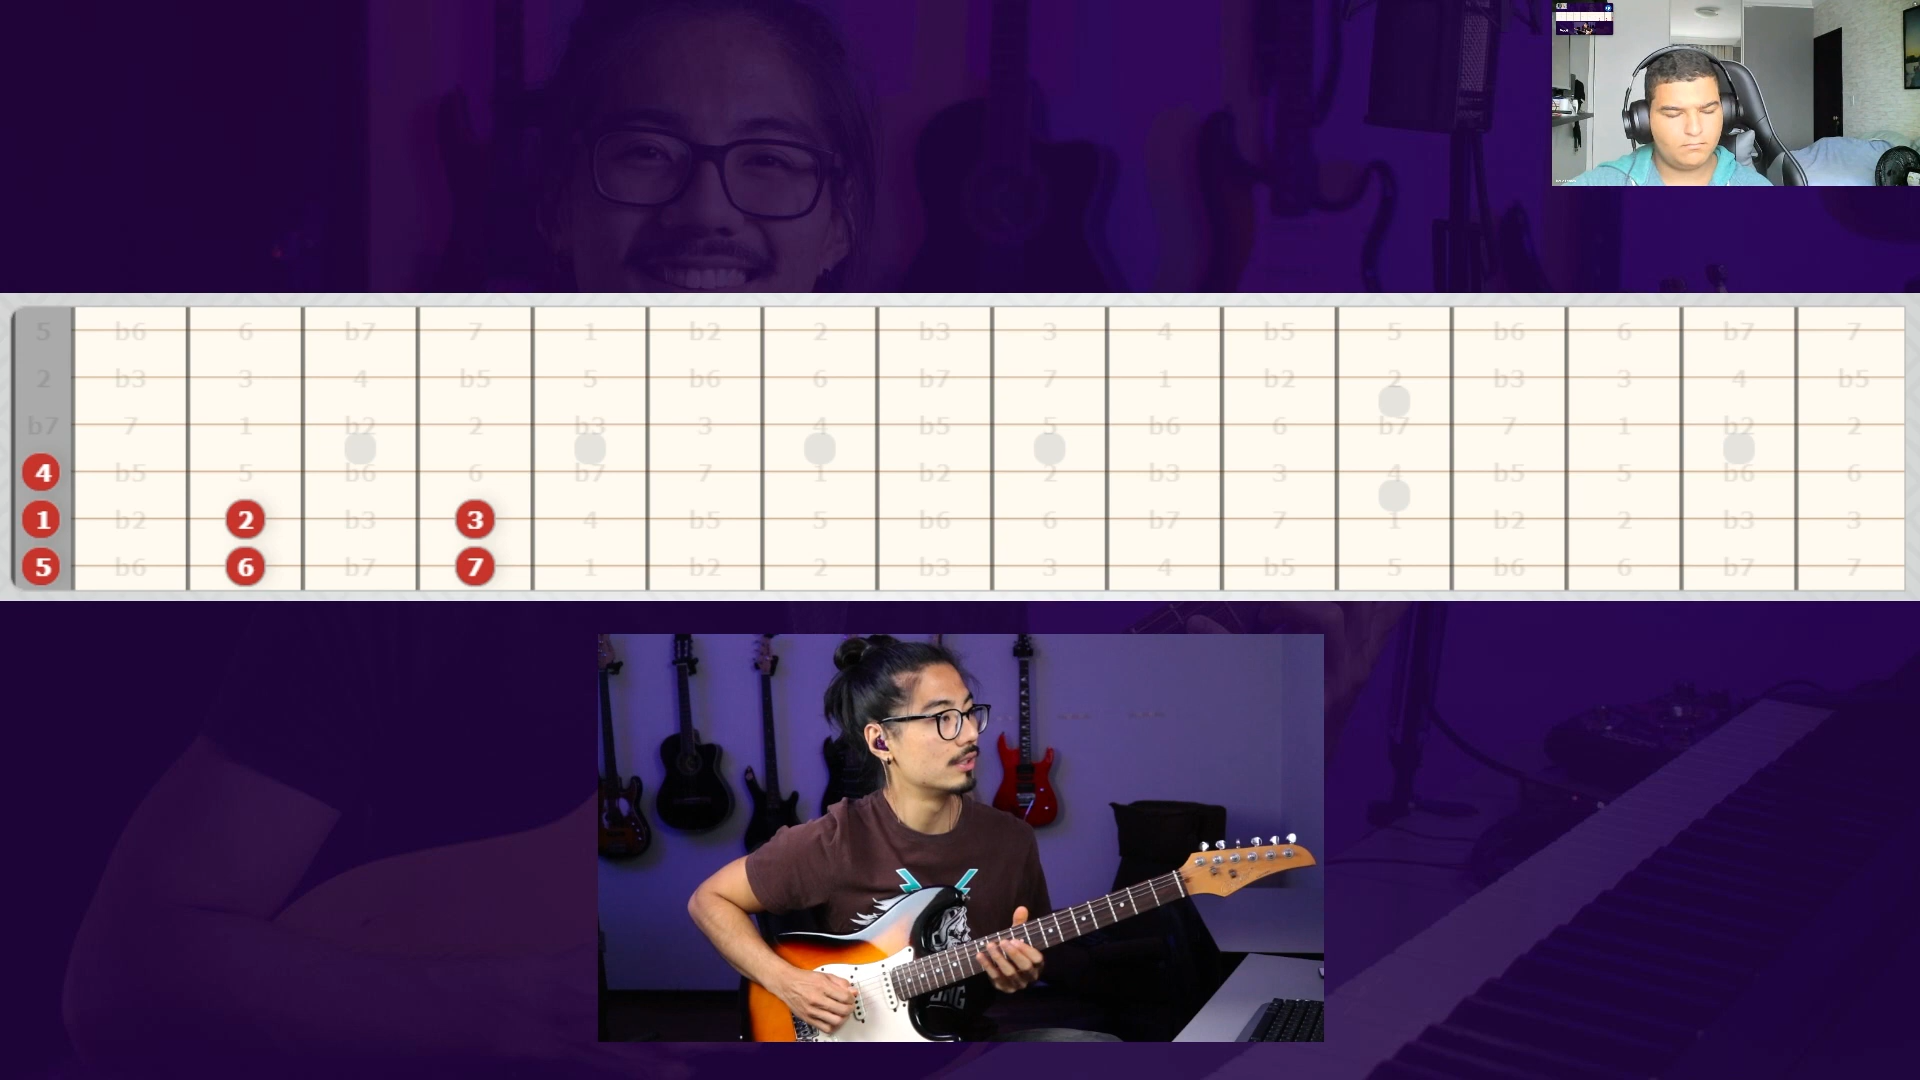 5 b6 6 b7 7 1 b2 2 b3 3 4 b5 5 b6 6 b7 7
2 b3 3 4 b5 5 b6 6 b7 7 1 b2 2 b3 3 4 b5
b7 7 1 b2 2 b3 3 4 b5 5 b6 6 b7 7 1 b2 2
4 b5 5 b6 6 b7 7 1 b2 2 b3 3 4 b5 5 b6 6
1 b2 2 b3 3 4 b5 5 b6 6 b7 7 1 b2 2 b3 3
5 b6 6 b7 7 1 b2 2 b3 3 4 b5 5 b6 6 b7 7